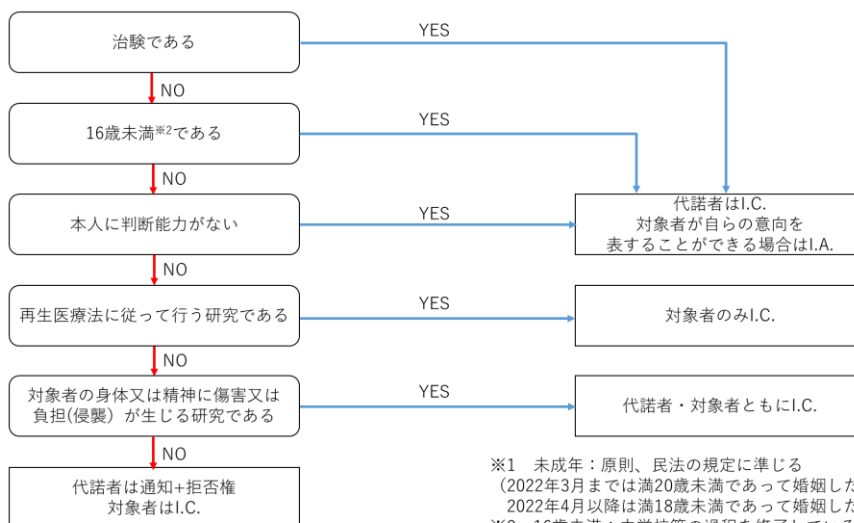 治験である
YES
NO
16歳未満※2である
YES
NO
本人に判断能力がない
YES
代諾者はI.C.
対象者が自らの意向を
表することができる場合はI.A.
NO
再生医療法に従って行う研究である
YES
対象者のみI.C.
NO
対象者の身体又は精神に傷害又は
負担(侵襲）が生じる研究である
YES
代諾者・対象者ともにI.C.
NO
代諾者は通知+拒否権
対象者はI.C.
※1 未成年：原則、民法の規定に準じる
（2022年3月までは満20歳未満であって婚姻した
2022年4月以降は満18歳未満であって婚姻した